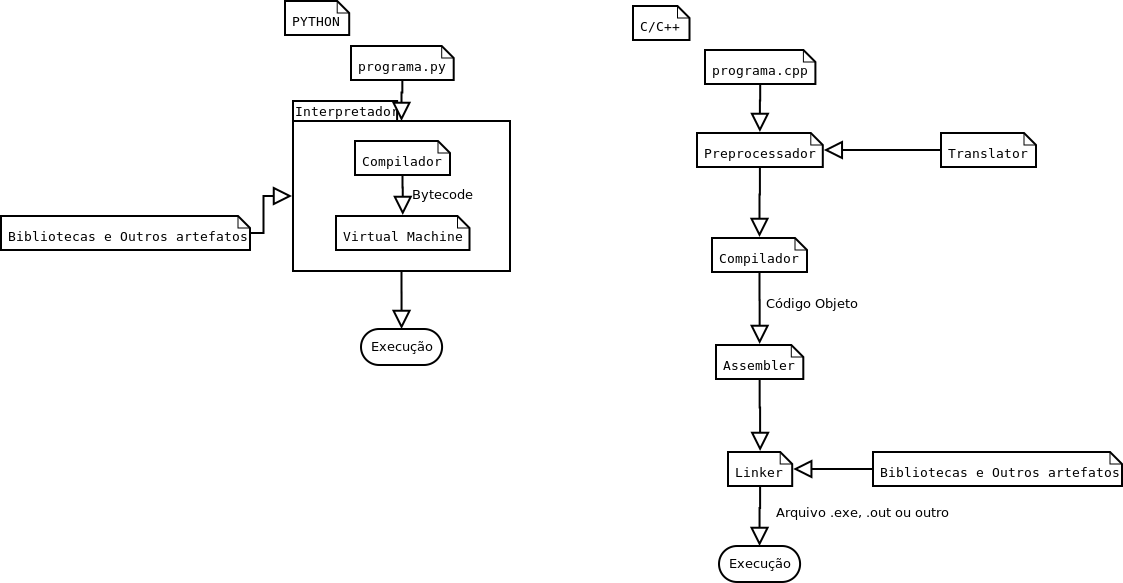 PYTHON
programa.py
Interpretador
Compilador
Bytecode
Virtual Machine
Bibliotecas e Outros artefatos
Execução
C/C++
programa.cpp
Preprocessador
Translator
Compilador
Código Objeto
Assembler
Linker
Bibliotecas e Outros artefatos
Arquivo .exe, .out ou outro
Execução